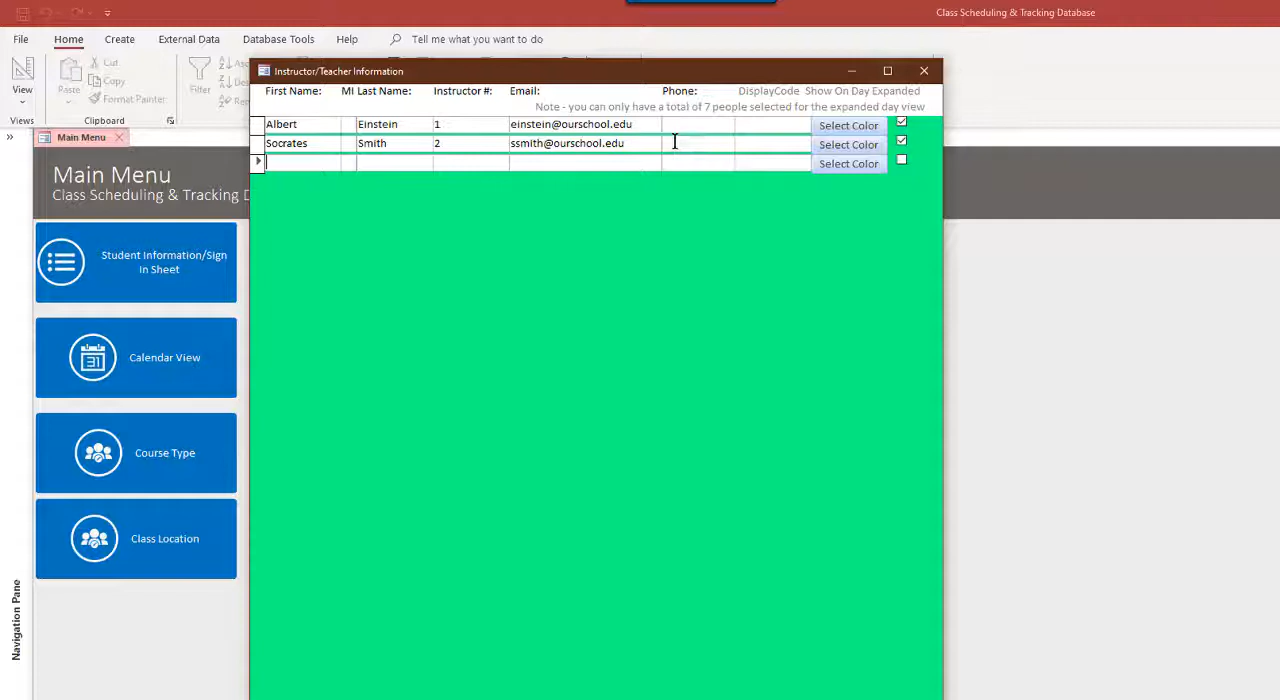 Class Scheduling & Tracking Database
File Home Create External Data Database Tools Help Tell me what you want to do
View
Views
Paste
Cut
Copy
Format Painter
Clipboard
Filter
Instructor/Teacher Information
First Name: MI Last Name: Instructor #: Email: Phone: DisplayCode Show On Day Expanded
Note - you can only have a total of 7 people selected for the expanded day view
Albert Einstein 1 einstein@ourschool.edu Select Color
Socrates Smith 2 ssmith@ourschool.edu Select Color
Select Color
Main Menu
Main Menu
Class Scheduling & Tracking
Student Information/Sign
In Sheet
Calendar View
31
Course Type
Class Location
Navigation Pane